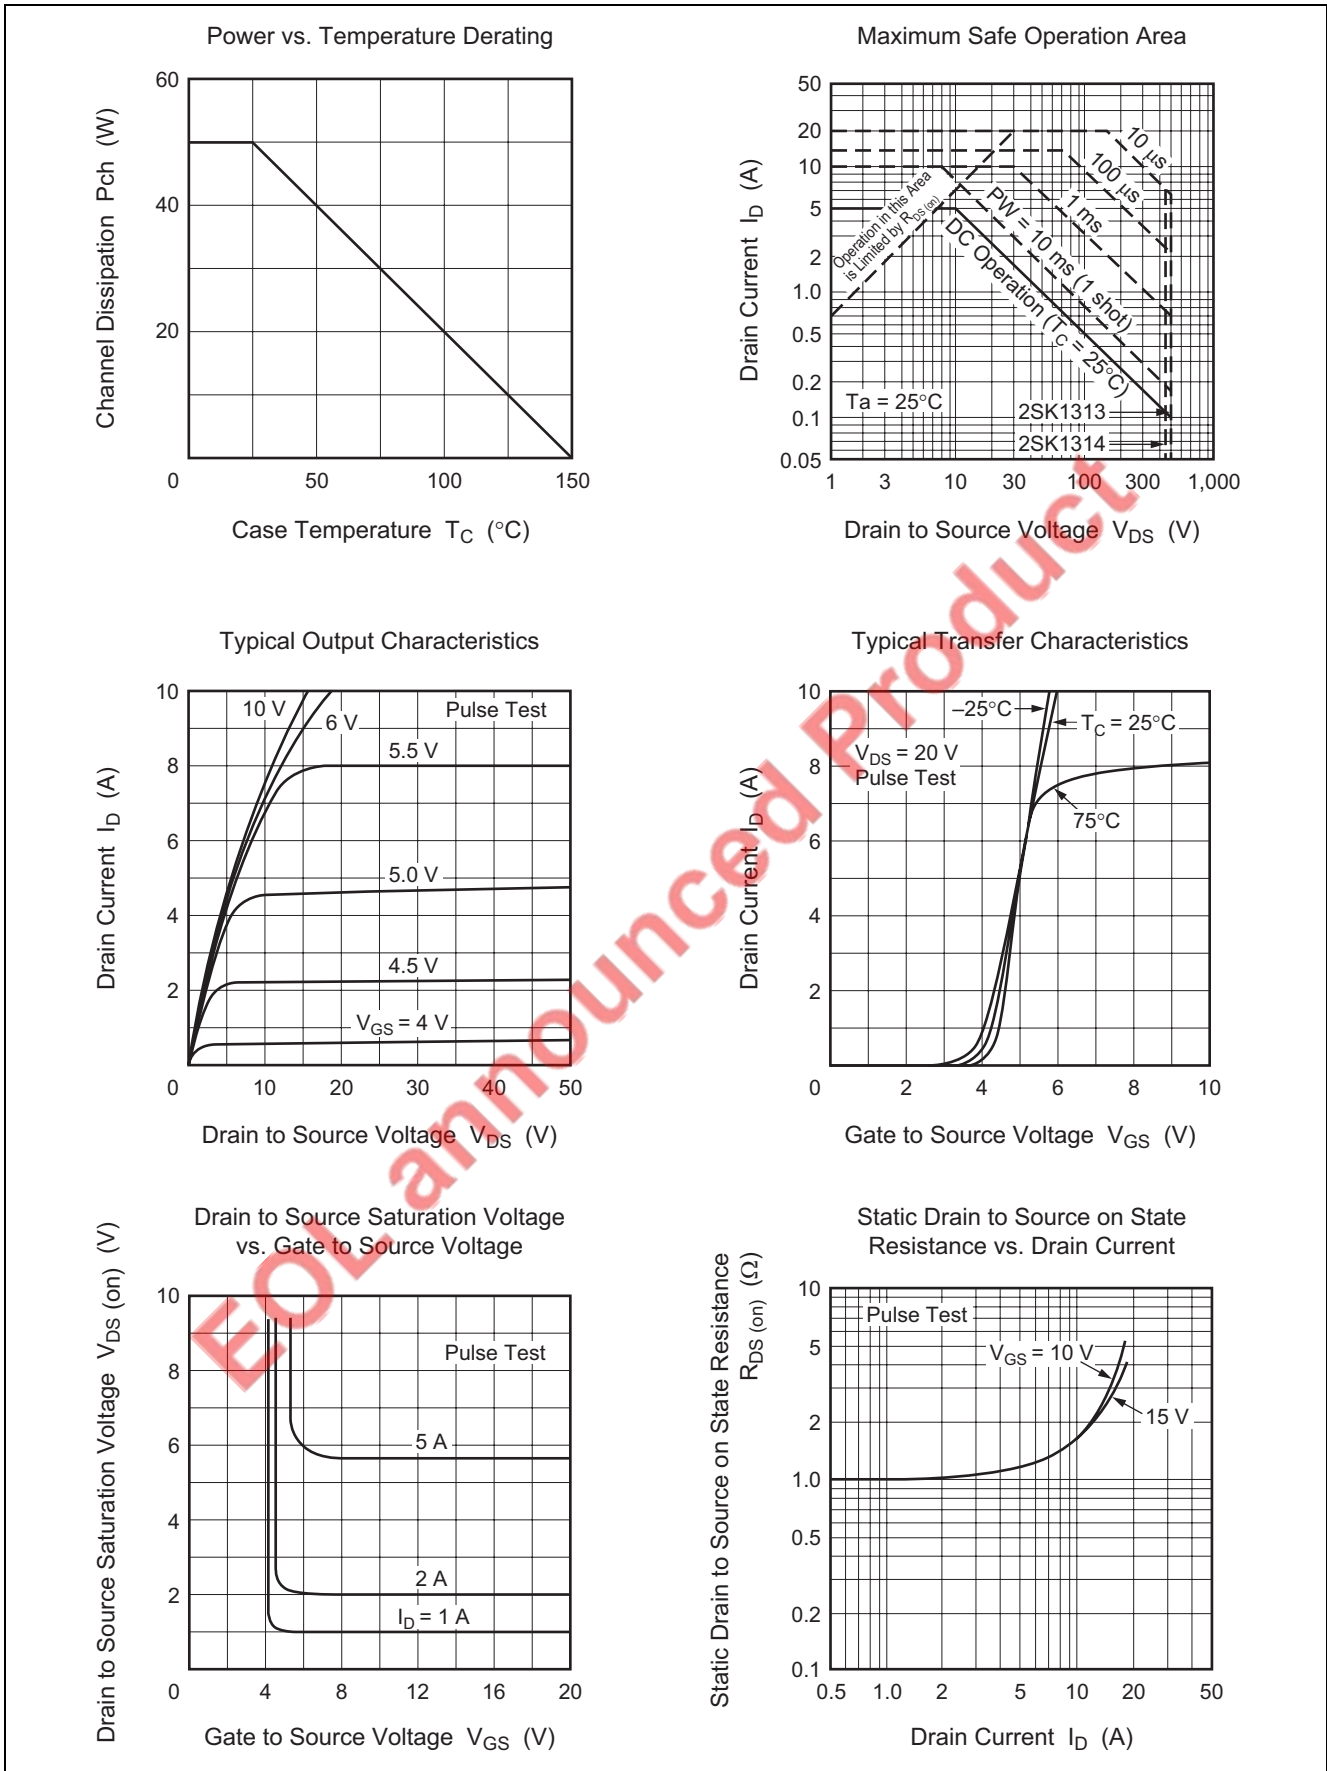 Power vs. Temperature Derating
Channel Dissipation Pch (W)
60
40
20
0
50
100
150
Case Temperature TC (°C)
Maximum Safe Operation Area
Drain Current ID (A)
50
20
10
5
2
1.0
0.5
0.2
0.1
0.05
Operation in this Area
is Limited by RDS (on)
10 µs
100 µs
1 ms
PW = 10 ms (1 shot)
DC Operation (TC = 25°C)
Ta = 25°C
2SK1313
2SK1314
1
3
10
30
100
300
1,000
Drain to Source Voltage VDS (V)
Typical Output Characteristics
Drain Current ID (A)
10
8
6
4
2
0
10 V
6 V
Pulse Test
5.5 V
5.0 V
4.5 V
VGS = 4 V
10
20
30
40
50
Drain to Source Voltage VDS (V)
Typical Transfer Characteristics
Drain Current ID (A)
10
8
6
4
2
0
–25°C
TC = 25°C
VDS = 20 V
Pulse Test
75°C
2
4
6
8
10
Gate to Source Voltage VGS (V)
Drain to Source Saturation Voltage
vs. Gate to Source Voltage
Drain to Source Saturation Voltage VDS (on) (V)
10
8
6
4
2
0
Pulse Test
5 A
2 A
ID = 1 A
4
8
12
16
20
Gate to Source Voltage VGS (V)
Static Drain to Source on State
Resistance vs. Drain Current
Static Drain to Source on State Resistance
RDS (on) (Ω)
10
5
2
1.0
0.5
0.2
0.1
Pulse Test
VGS = 10 V
15 V
0.5
1.0
2
5
10
20
50
Drain Current ID (A)
EOL announced Product